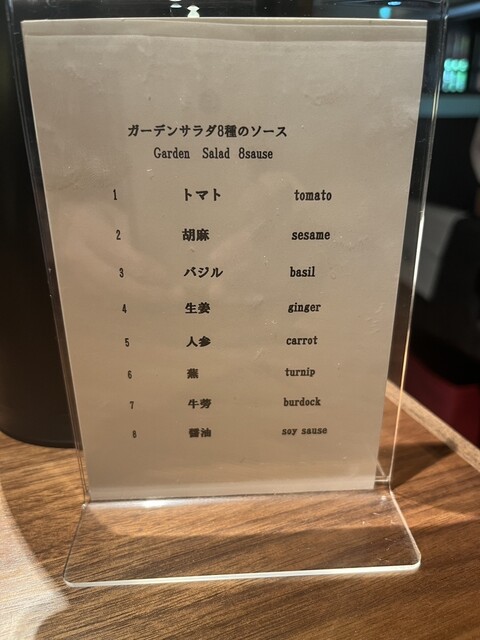 ガーデンサラダ8種のソース
Garden Salad 8sause
1 トマト tomato
2 胡麻 sesame
3 バジル basil
4 生姜 ginger
5 人参 carrot
6 蕪 turnip
7 牛蒡 burdock
8 醤油 soy sause